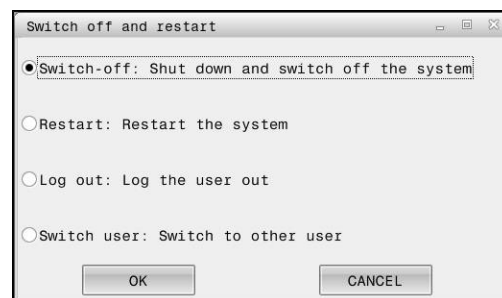 Switch off and restart
Switch-off: Shut down and switch off the system
Restart: Restart the system
Log out: Log the user out
Switch user: Switch to other user
OK CANCEL